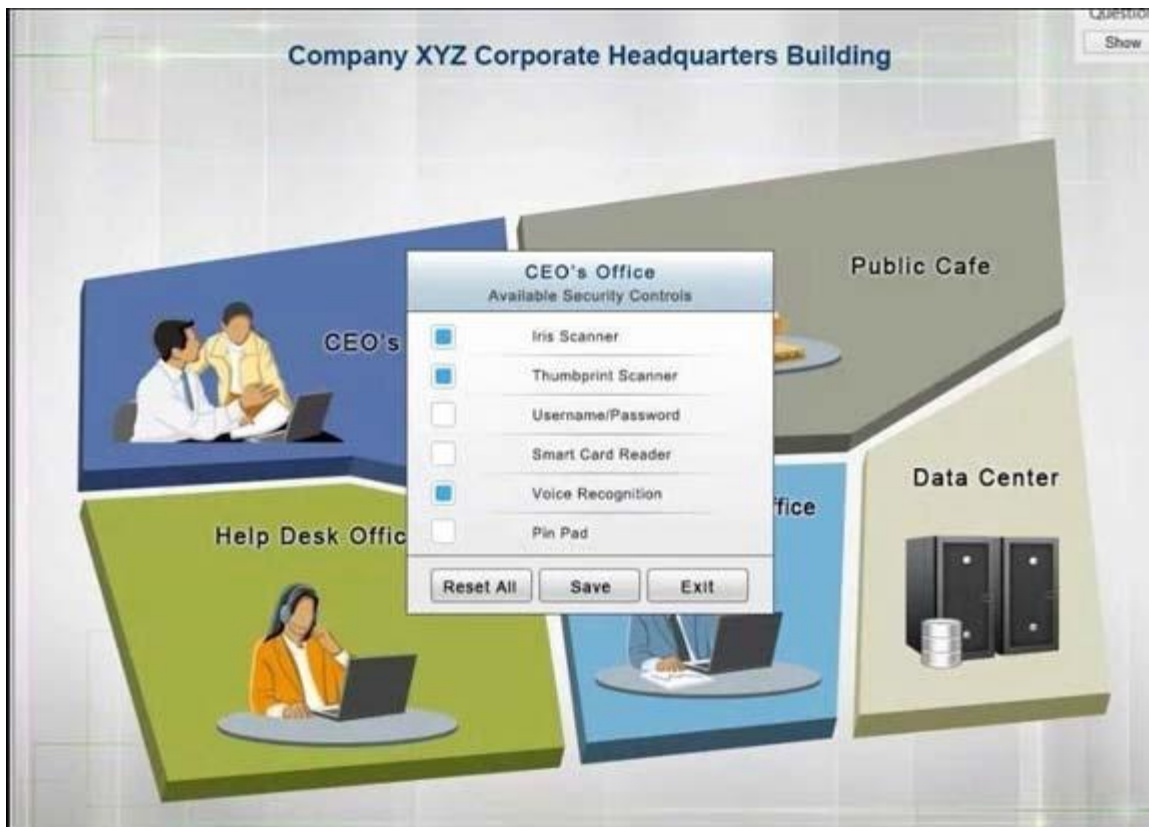 Question
Show
Company XYZ Corporate Headquarters Building
Public Cafe
CEO's
CEO's Office
Available Security Controls
Iris Scanner
Thumbprint Scanner
Username/Password
Smart Card Reader
Voice Recognition
Pin Pad
Reset All
Save
Exit
Help Desk Offic
ffice
Data Center